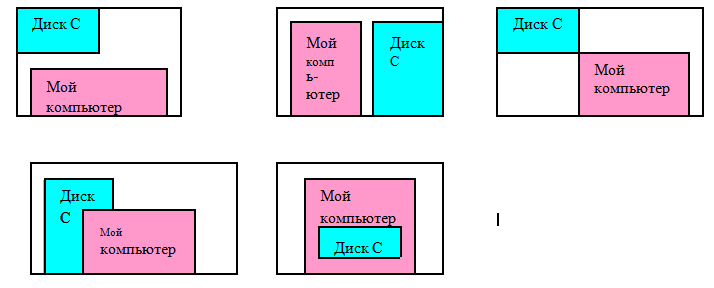 Диск С
Мой
компьютер
Мой
комп
ь-
ютер
Диск
С
Диск С
Мой
компьютер
Диск
С
Мой
компьютер
Мой
компьютер
Диск С